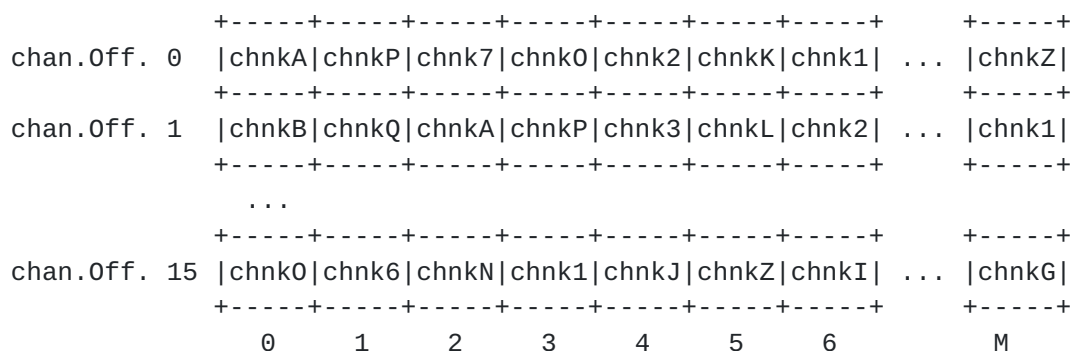 +-----+-----+-----+-----+-----+-----+-----+     +-----+
chan.Off. 0  |chnkA|chnkP|chnk7|chnkO|chnk2|chnkK|chnk1| ... |chnkZ|
               +-----+-----+-----+-----+-----+-----+-----+     +-----+
chan.Off. 1  |chnkB|chnkQ|chnkA|chnkP|chnk3|chnkL|chnk2| ... |chnk1|
               +-----+-----+-----+-----+-----+-----+-----+     +-----+
                 ...
               +-----+-----+-----+-----+-----+-----+-----+     +-----+
chan.Off. 15 |chnkO|chnk6|chnkN|chnk1|chnkJ|chnkZ|chnkI| ... |chnkG|
               +-----+-----+-----+-----+-----+-----+-----+     +-----+
                  0     1     2     3     4     5     6          M